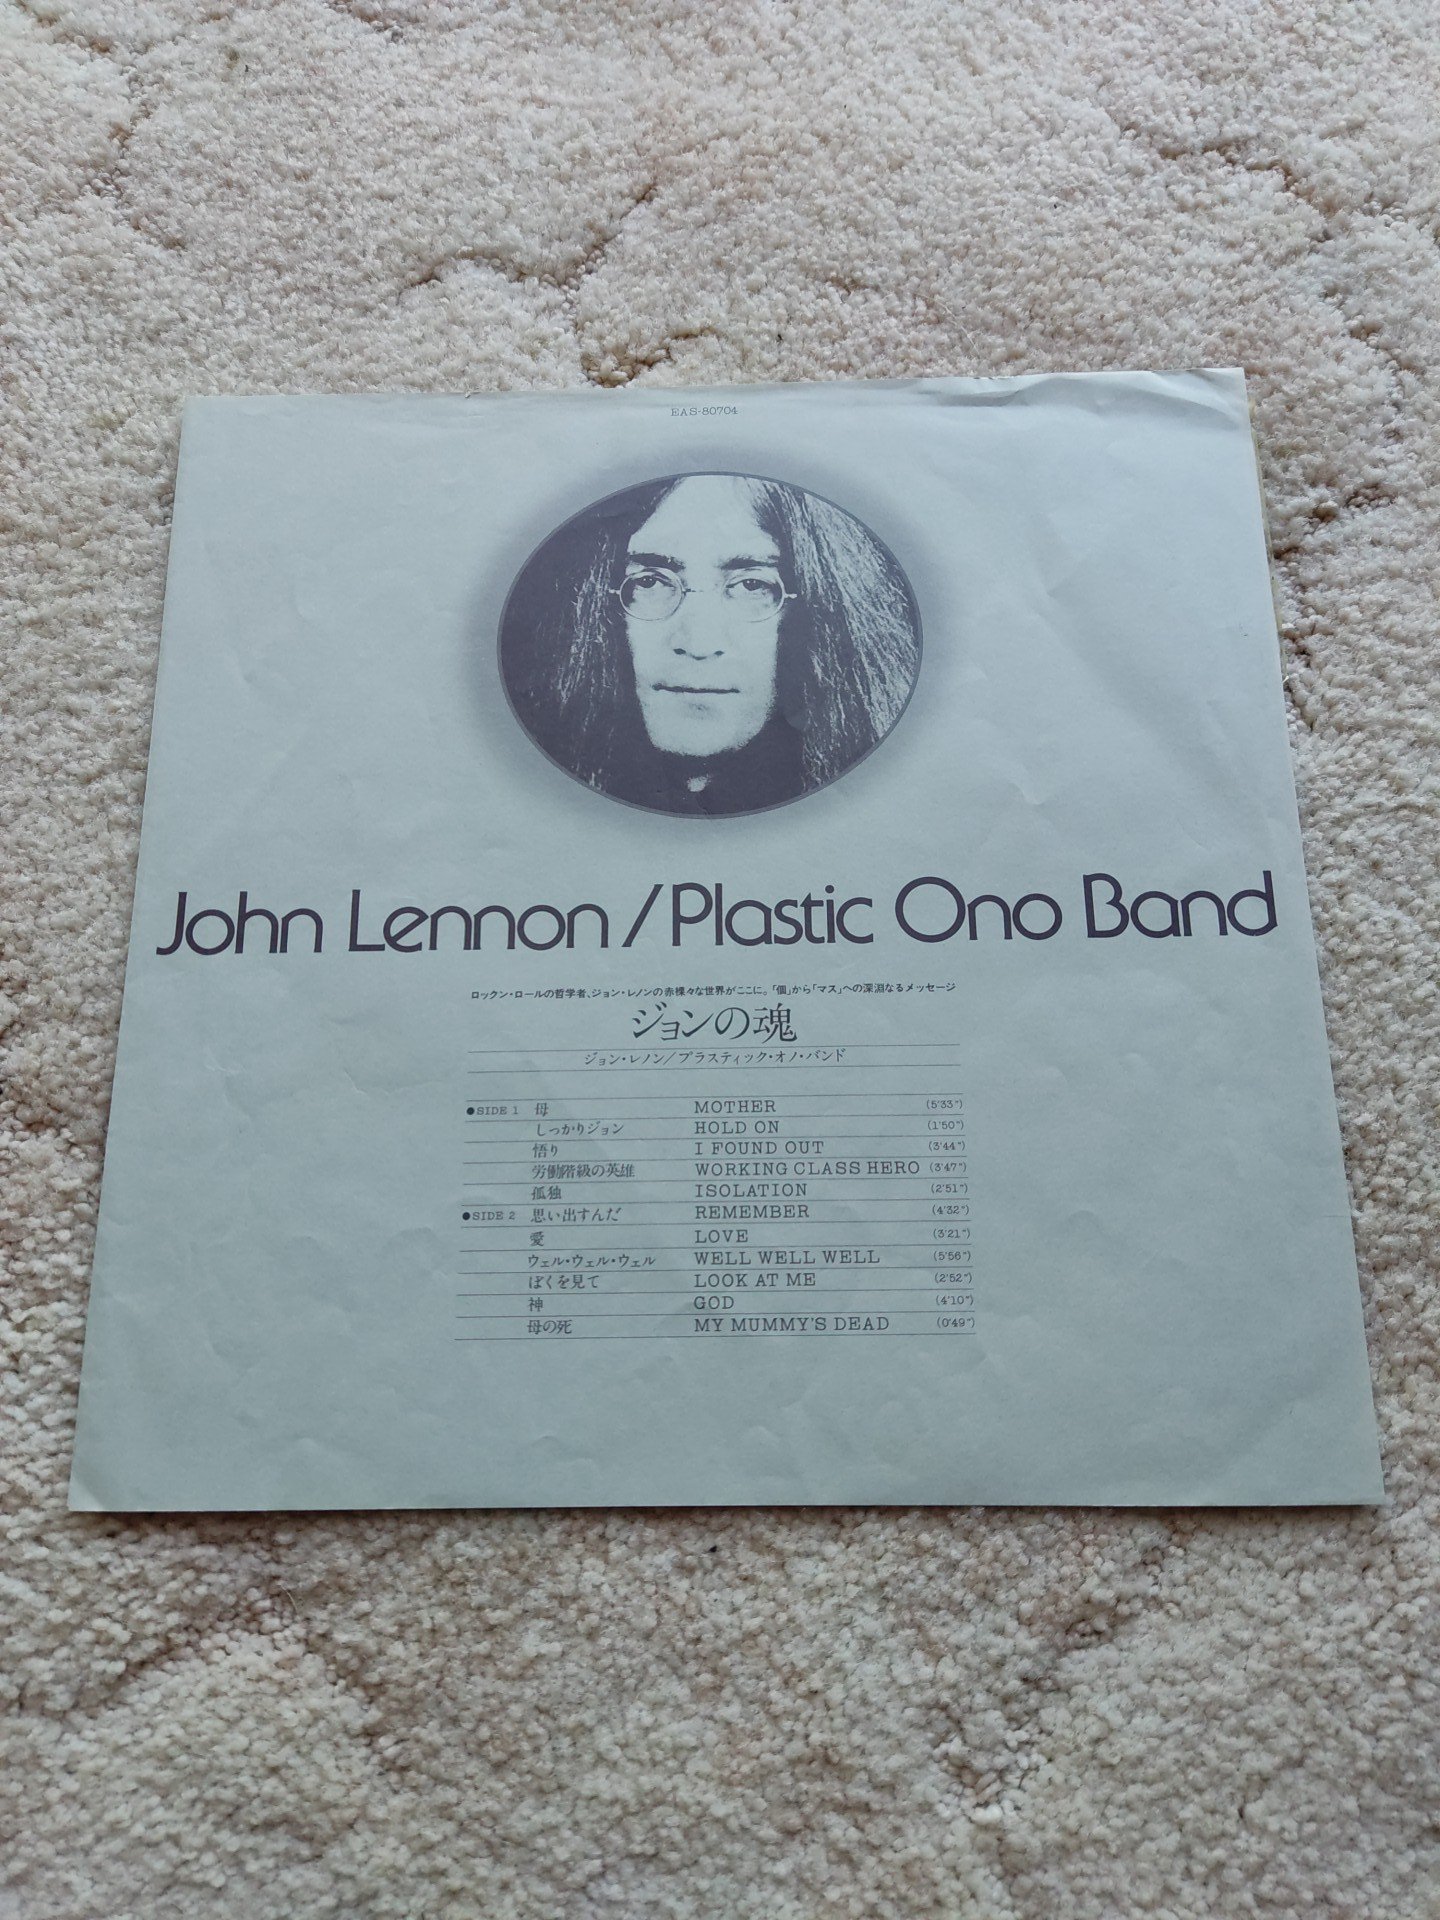 EAS-80704
John Lennon/Plastic Ono Band
ロックン・ロールの哲学者、ジョン・レノンの赤裸々な世界がここに。「個」から「マス」への深淵なるメッセージ
ジョンの魂
ジョン・レノン/プラスティック・オノ・バンド
●SIDE 1 母 MOTHER (5'33")
しっかりジョン HOLD ON (1'50")
悟り I FOUND OUT (3'44")
労働階級の英雄 WORKING CLASS HERO (3'47")
孤独 ISOLATION (2'51")
●SIDE 2 思い出すんだ REMEMBER (4'32")
愛 LOVE (3'21")
ウェル・ウェル・ウェル WELL WELL WELL (5'56")
ぼくを見て LOOK AT ME (2'52")
神 GOD (4'10")
母の死 MY MUMMY'S DEAD (0'49")